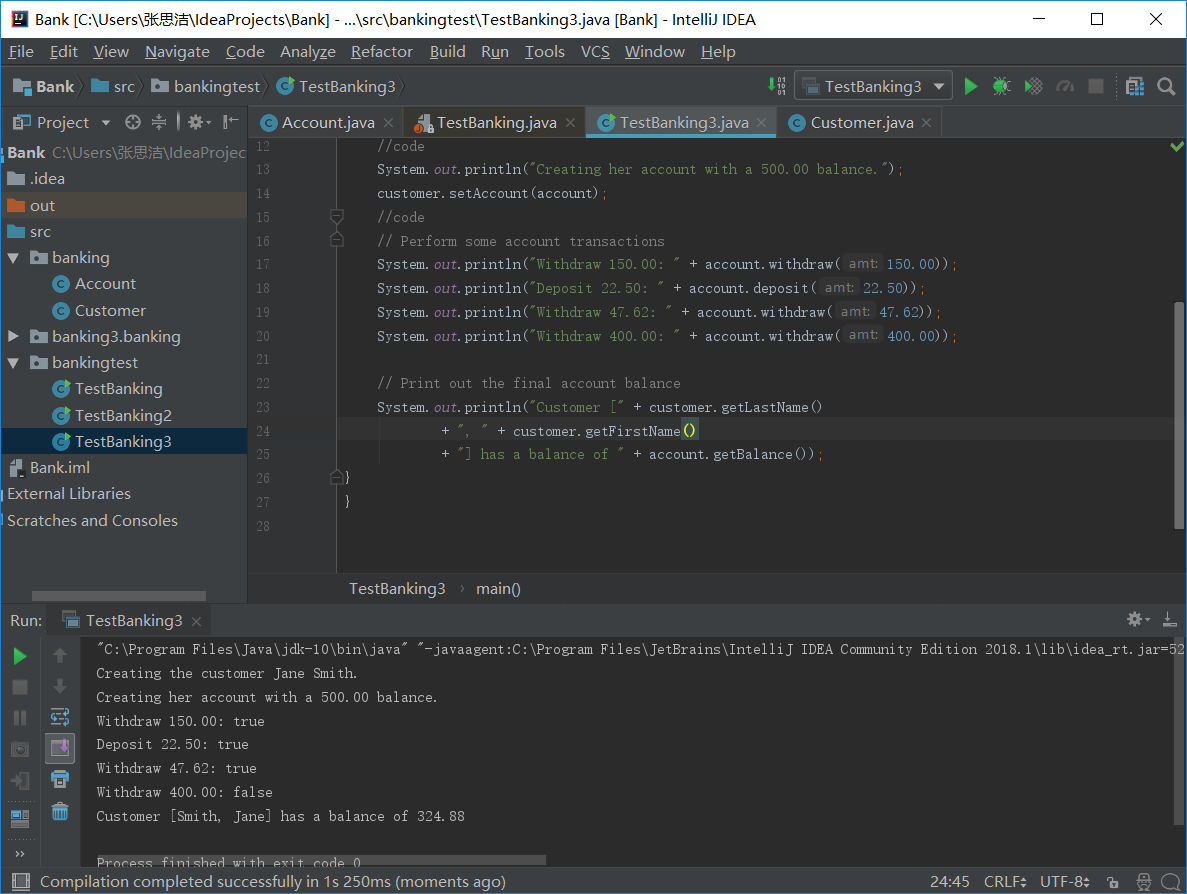 Bank [C:\Users\张思洁\IdeaProjects\Bank] - ...\src\bankingtest\TestBanking3.java [Bank] - IntelliJ IDEA
File Edit View Navigate Code Analyze Refactor Build Run Tools VCS Window Help
Bank src bankingtest TestBanking3 TestBanking3
Project Account.java TestBanking.java TestBanking3.java Customer.java
Bank C:\Users\张思洁\IdeaProjec
.idea
out
src
banking
Account
Customer
banking3.banking
bankingtest
TestBanking
TestBanking2
TestBanking3
Bank.iml
External Libraries
Scratches and Consoles
12 //code
13 System.out.println("Creating her account with a 500.00 balance.");
14 customer.setAccount(account);
15 //code
16 // Perform some account transactions
17 System.out.println("Withdraw 150.00: " + account.withdraw( amt: 150.00));
18 System.out.println("Deposit 22.50: " + account.deposit( amt: 22.50));
19 System.out.println("Withdraw 47.62: " + account.withdraw( amt: 47.62));
20 System.out.println("Withdraw 400.00: " + account.withdraw( amt: 400.00));
21
22 // Print out the final account balance
23 System.out.println("Customer [" + customer.getLastName()
24 + ", " + customer.getFirstName()
25 + "] has a balance of " + account.getBalance());
26 }
27 }
28
TestBanking3 › main()
Run: TestBanking3
"C:\Program Files\Java\jdk-10\bin\java" "-javaagent:C:\Program Files\JetBrains\IntelliJ IDEA Community Edition 2018.1\lib\idea_rt.jar=52
Creating the customer Jane Smith.
Creating her account with a 500.00 balance.
Withdraw 150.00: true
Deposit 22.50: true
Withdraw 47.62: true
Withdraw 400.00: false
Customer [Smith, Jane] has a balance of 324.88
Process finished with exit code 0
Compilation completed successfully in 1s 250ms (moments ago) 24:45 CRLF UTF-8